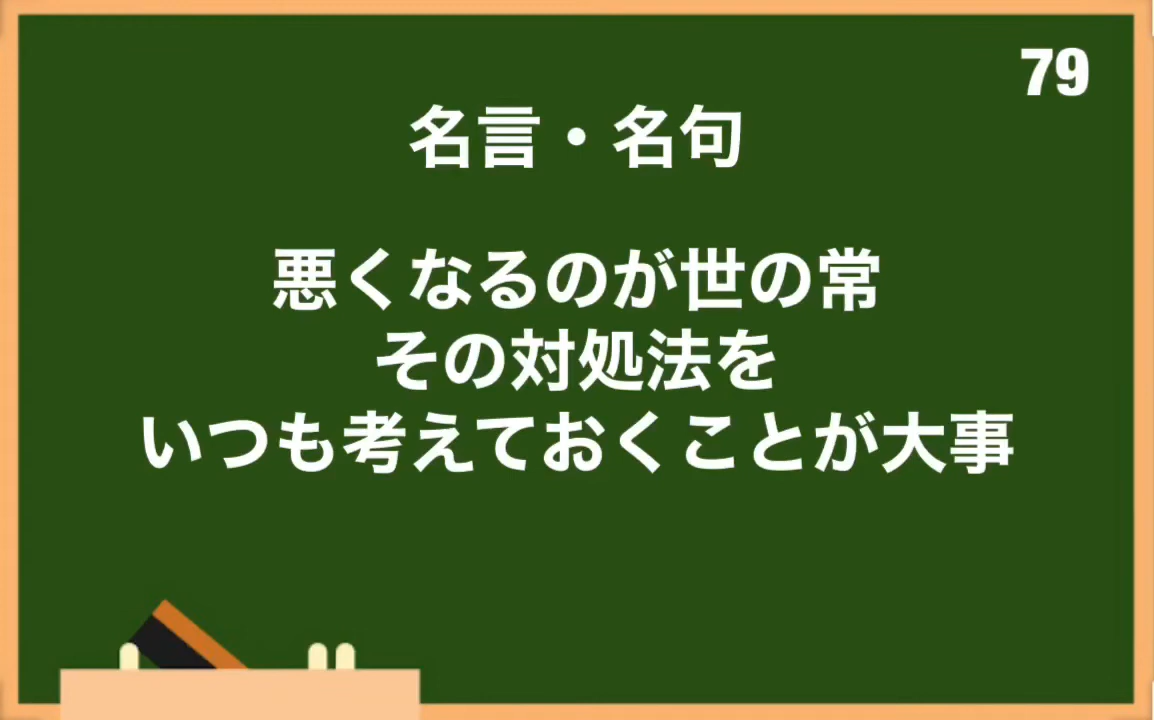 79
名言・名句
悪くなるのが世の常
その対処法を
いつも考えておくことが大事